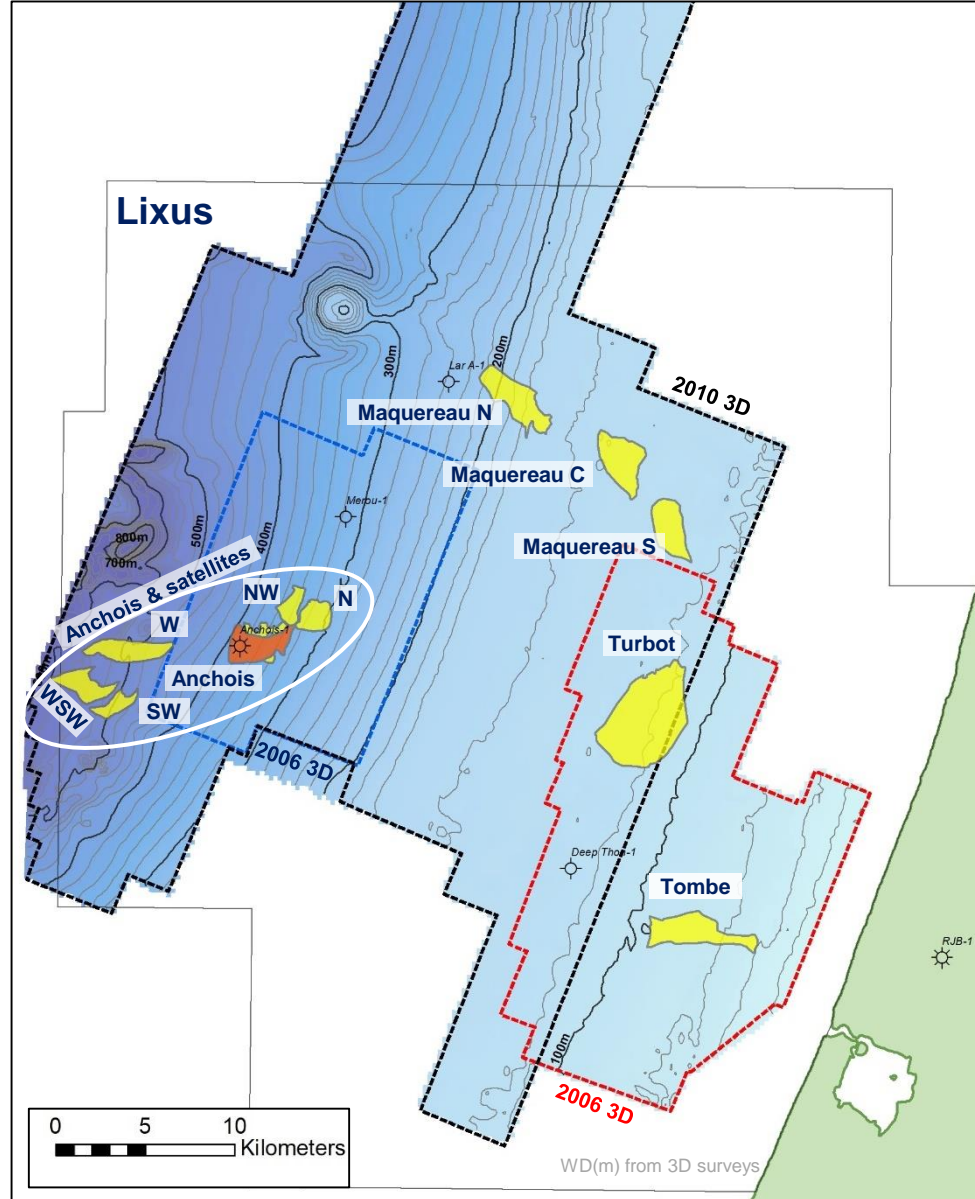 Lixus
300m
200m
Lar A-1
2010 3D
Maquereau N
Maquereau C
Merou-1
500m
400m
800m
700m
Maquereau S
Anchois & satellites
NW
N
W
Anchois-1
Turbot
Anchois
WSW
SW
2006 3D
Deep Thon-1
Tombe
RJB-1
100m
2006 3D
0 5 10
Kilometers
WD(m) from 3D surveys